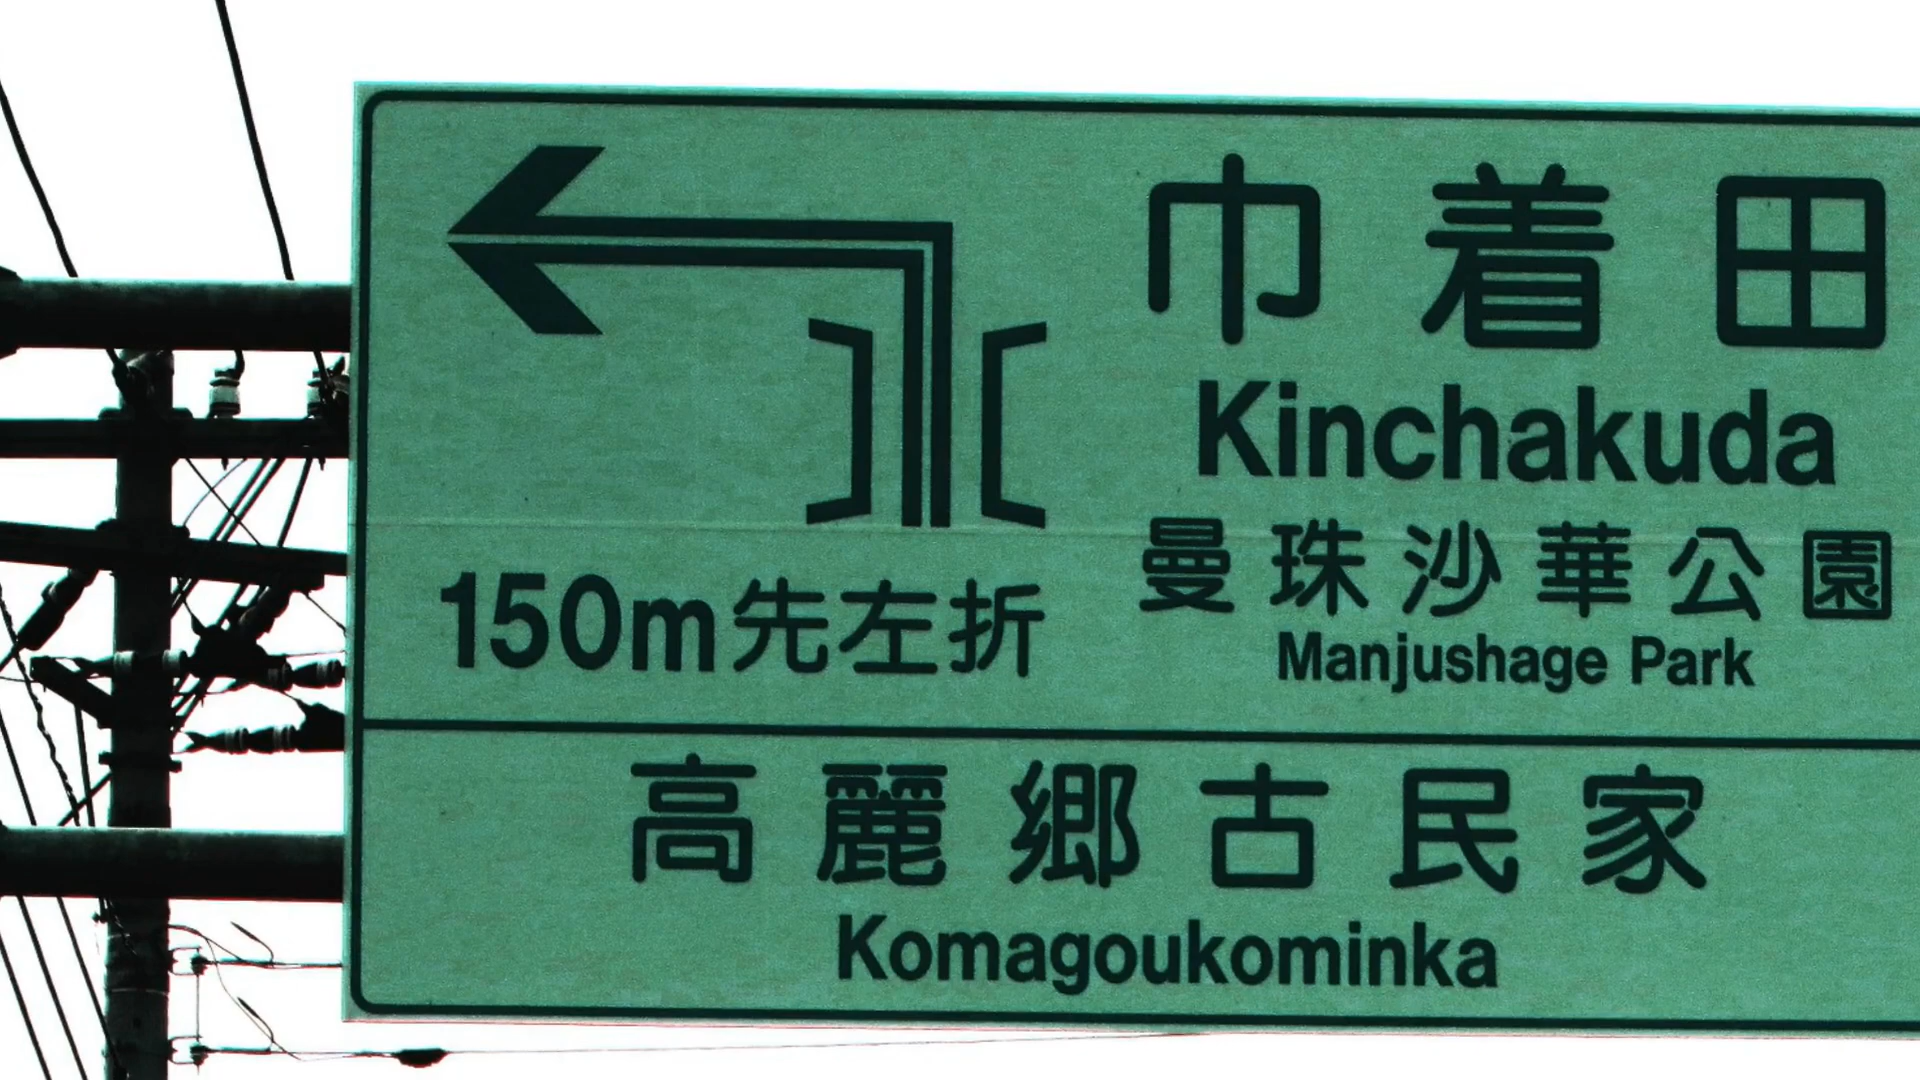 巾着田
Kinchakuda
曼珠沙華公園
Manjushage Park
150m先左折
高麗郷古民家
Komagoukominka